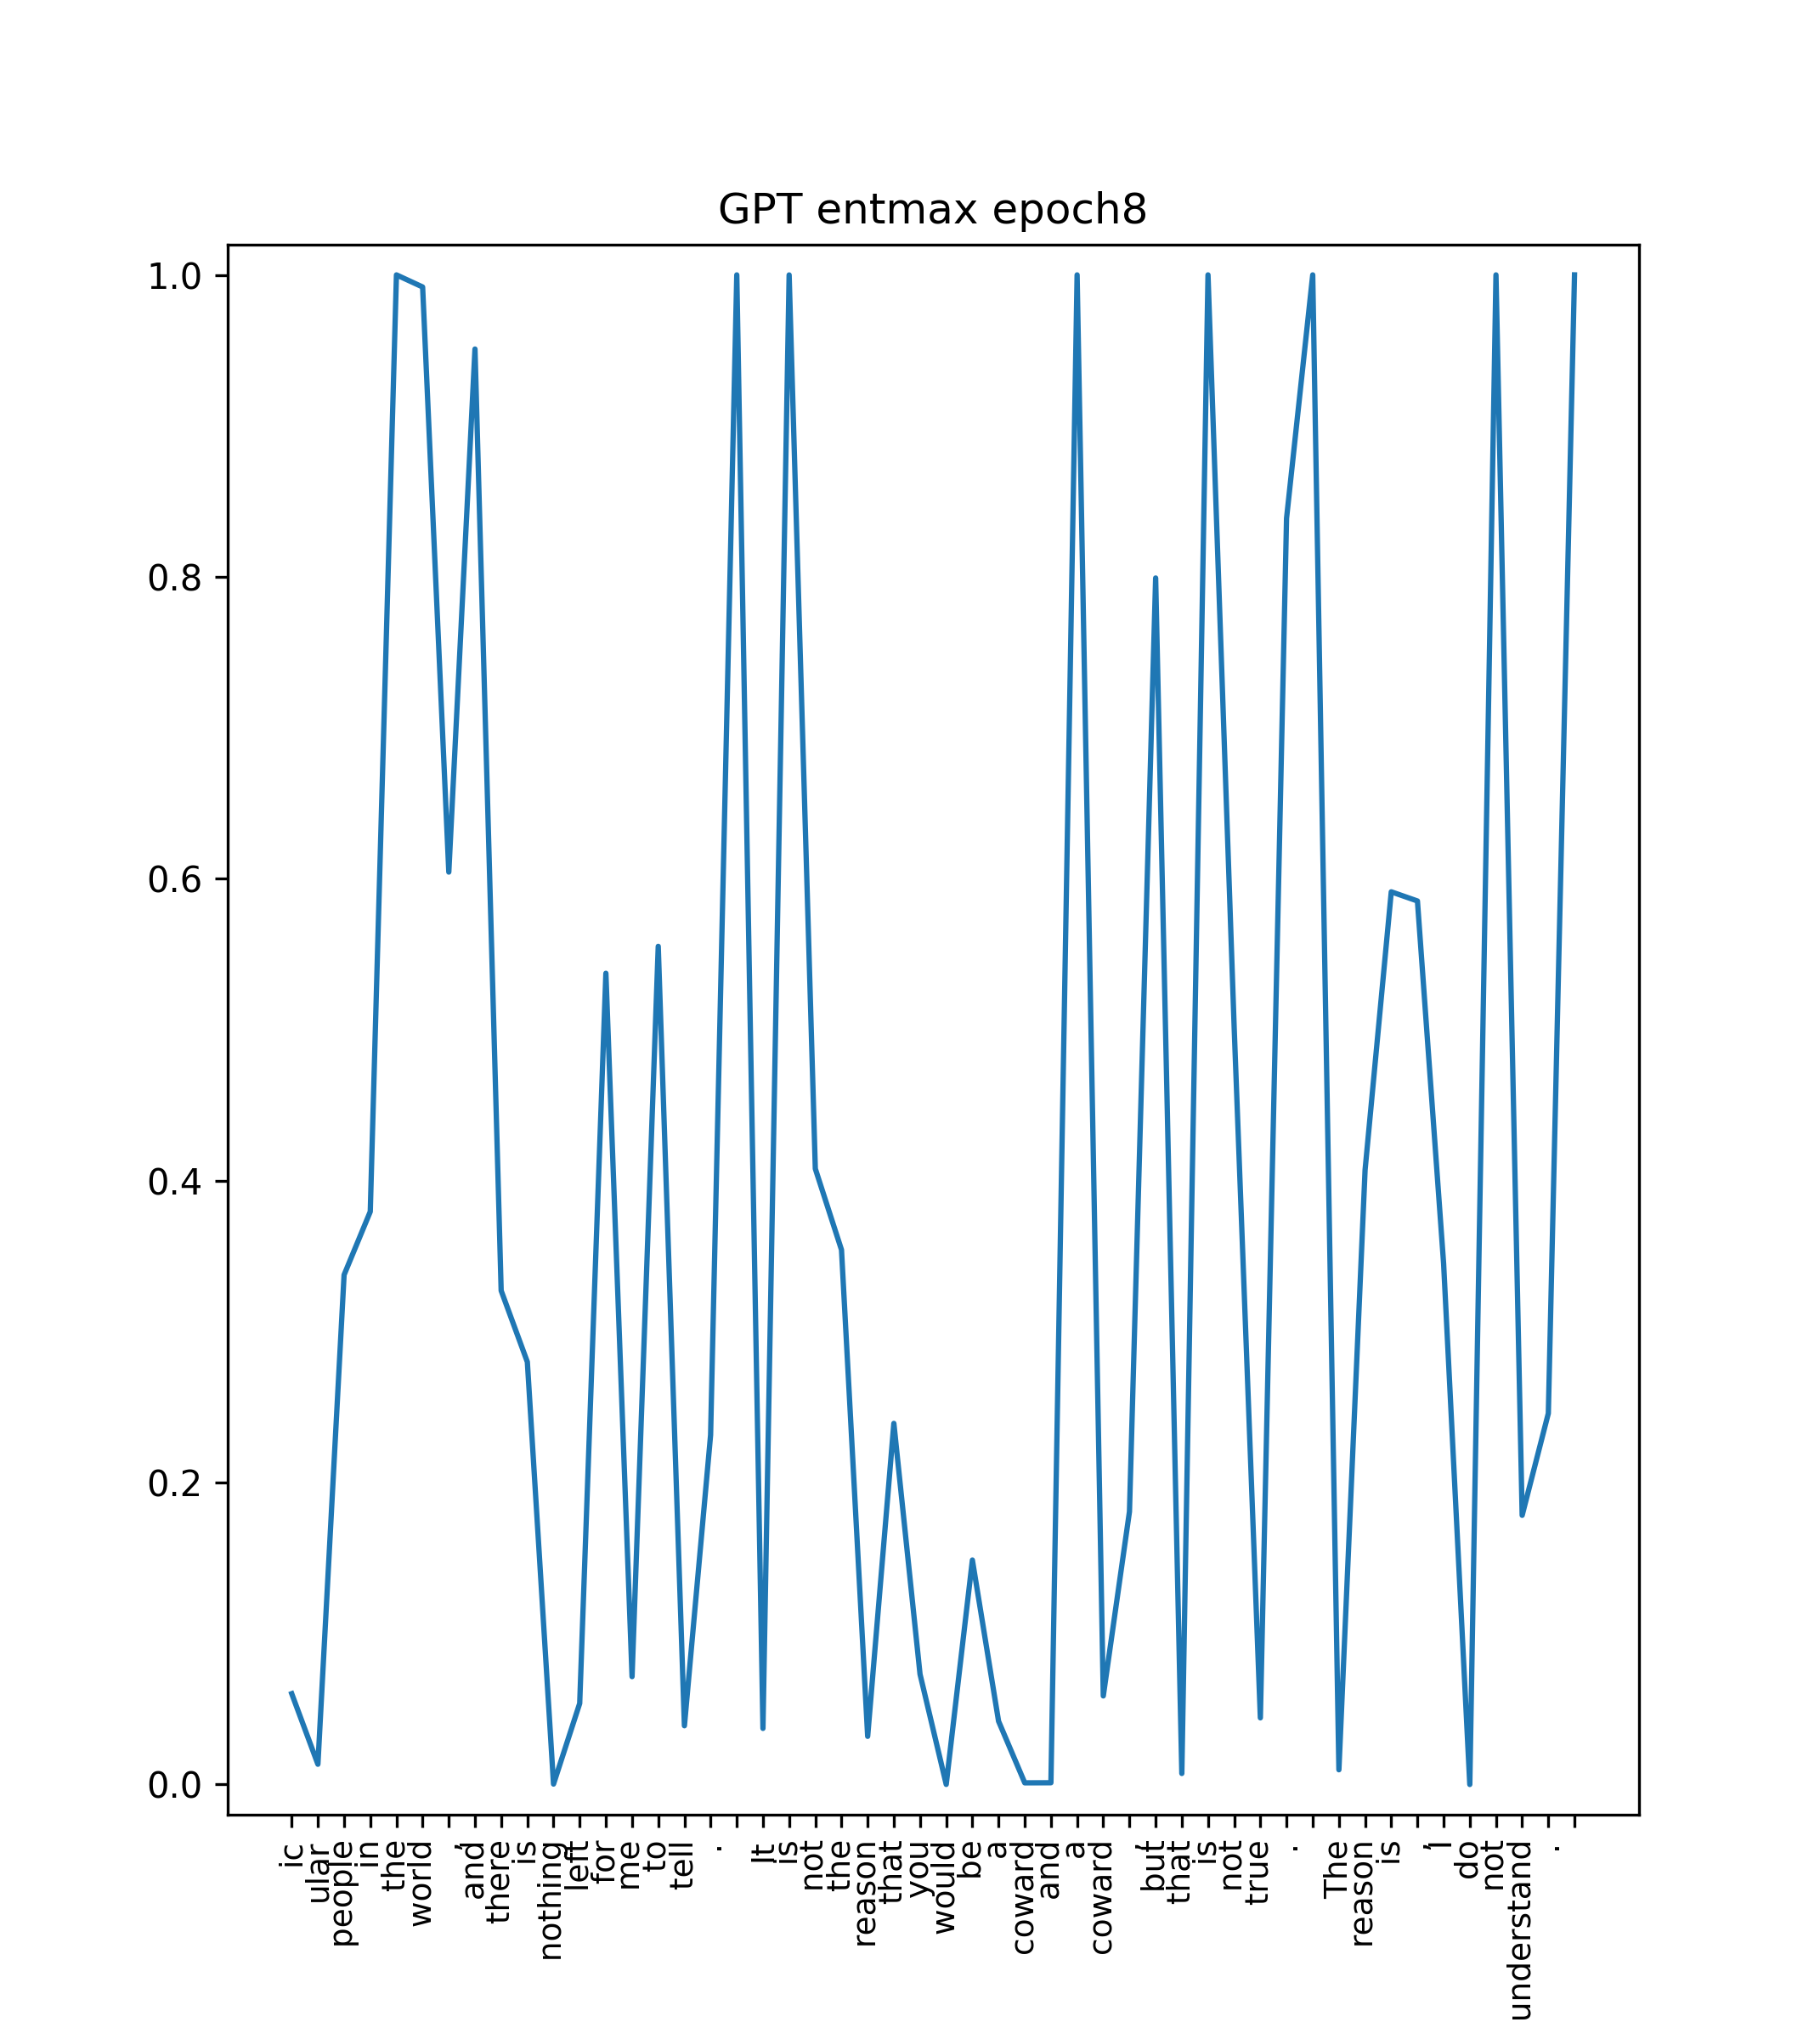 GPT entmax epoch8
1.0
0.8
0.6
0.4
0.2
0.0
ic
ular
people
in
the
world
,
and
there
is
nothing
left
for
me
to
tell
.
It
is
not
the
reason
that
you
would
be
a
coward
and
a
coward
,
but
that
is
not
true
.
The
reason
is
,
I
do
not
understand
.